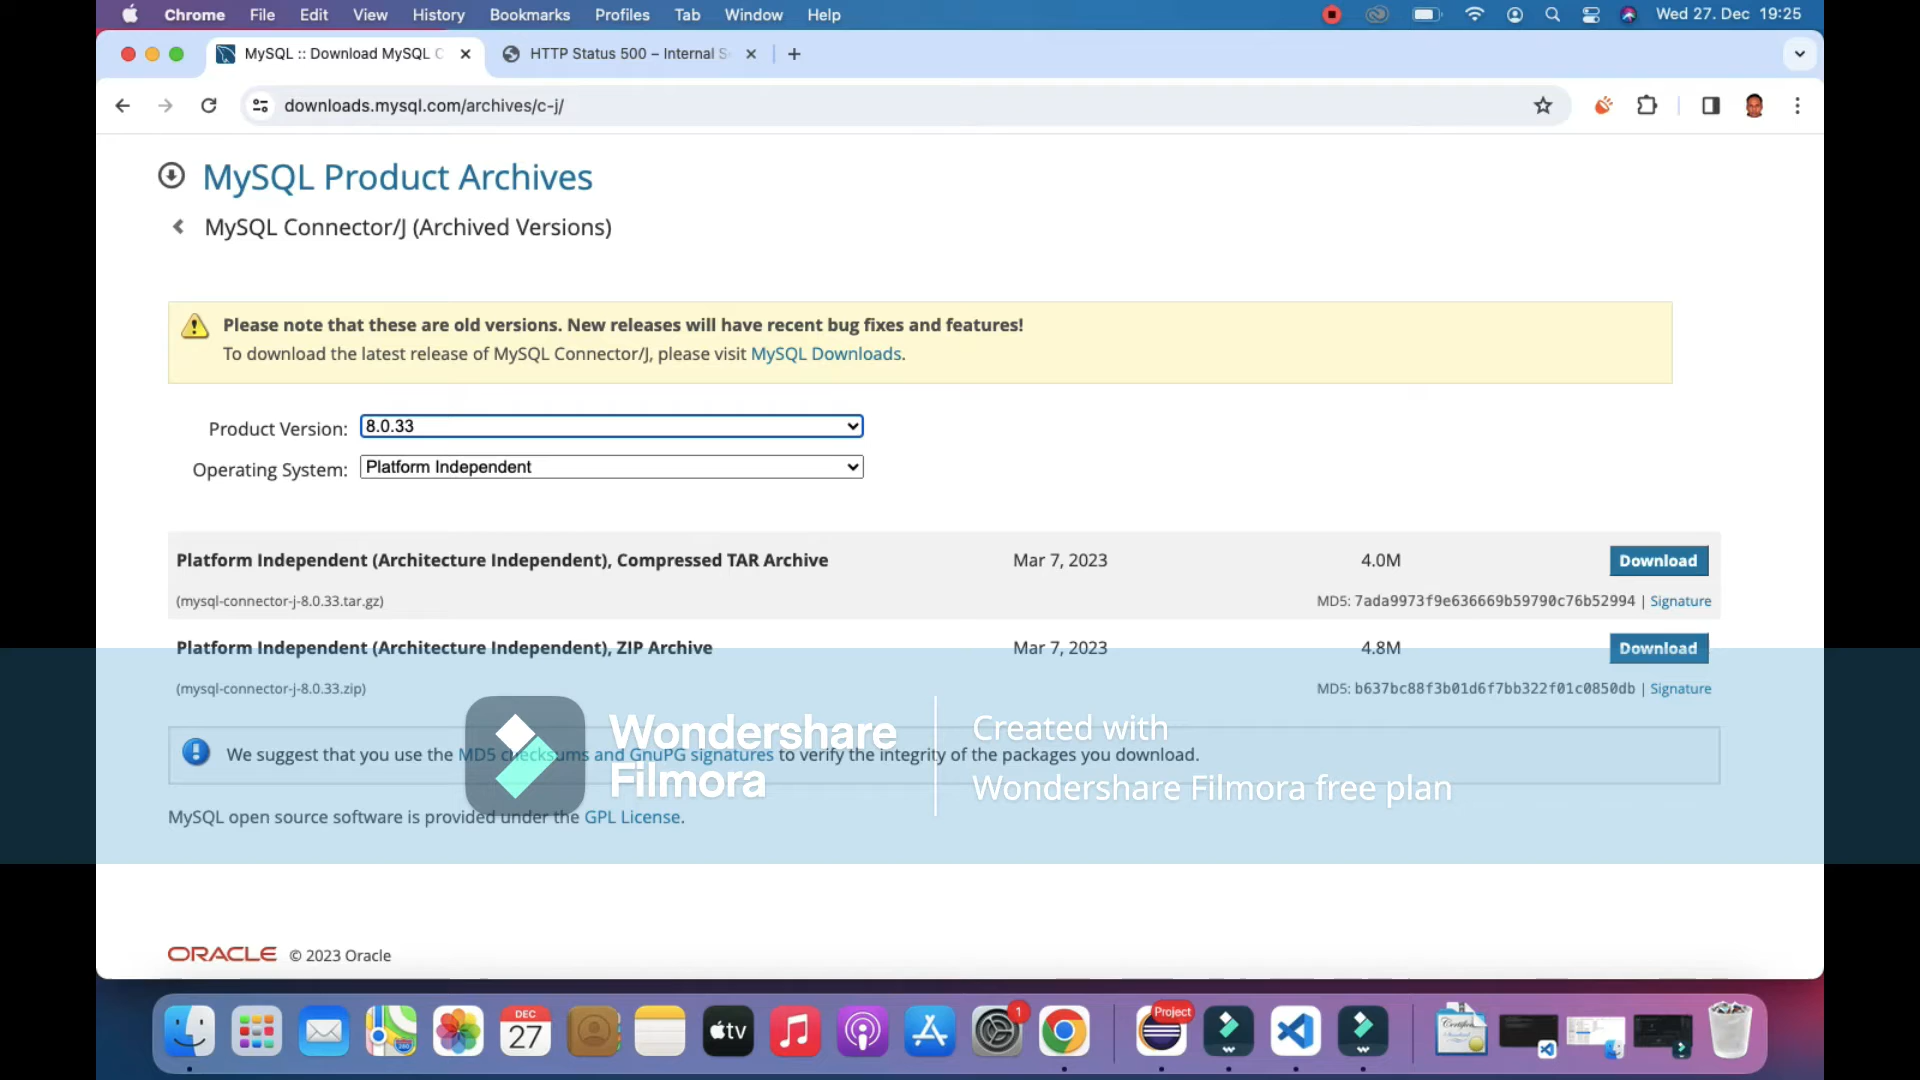 Chrome File Edit View History Bookmarks Profiles Tab Window Help Wed 27. Dec 19:25
MySQL :: Download MySQL C HTTP Status 500 – Internal S
downloads.mysql.com/archives/c-j/
MySQL Product Archives
MySQL Connector/J (Archived Versions)
Please note that these are old versions. New releases will have recent bug fixes and features!
To download the latest release of MySQL Connector/J, please visit MySQL Downloads.
Product Version: 8.0.33
Operating System: Platform Independent
Platform Independent (Architecture Independent), Compressed TAR Archive Mar 7, 2023 4.0M Download
(mysql-connector-j-8.0.33.tar.gz) MD5: 7ada9973f9e636669b59790c76b52994 | Signature
Platform Independent (Architecture Independent), ZIP Archive Mar 7, 2023 4.8M Download
(mysql-connector-j-8.0.33.zip) MD5: b637bc88f3b01d6f7bb322f01c0850db | Signature
We suggest that you use the MD5 checksums and GnuPG signatures to verify the integrity of the packages you download.
Wondershare
Filmora
Created with
Wondershare Filmora free plan
MySQL open source software is provided under the GPL License.
ORACLE © 2023 Oracle
DEC
27
tv
1
Project